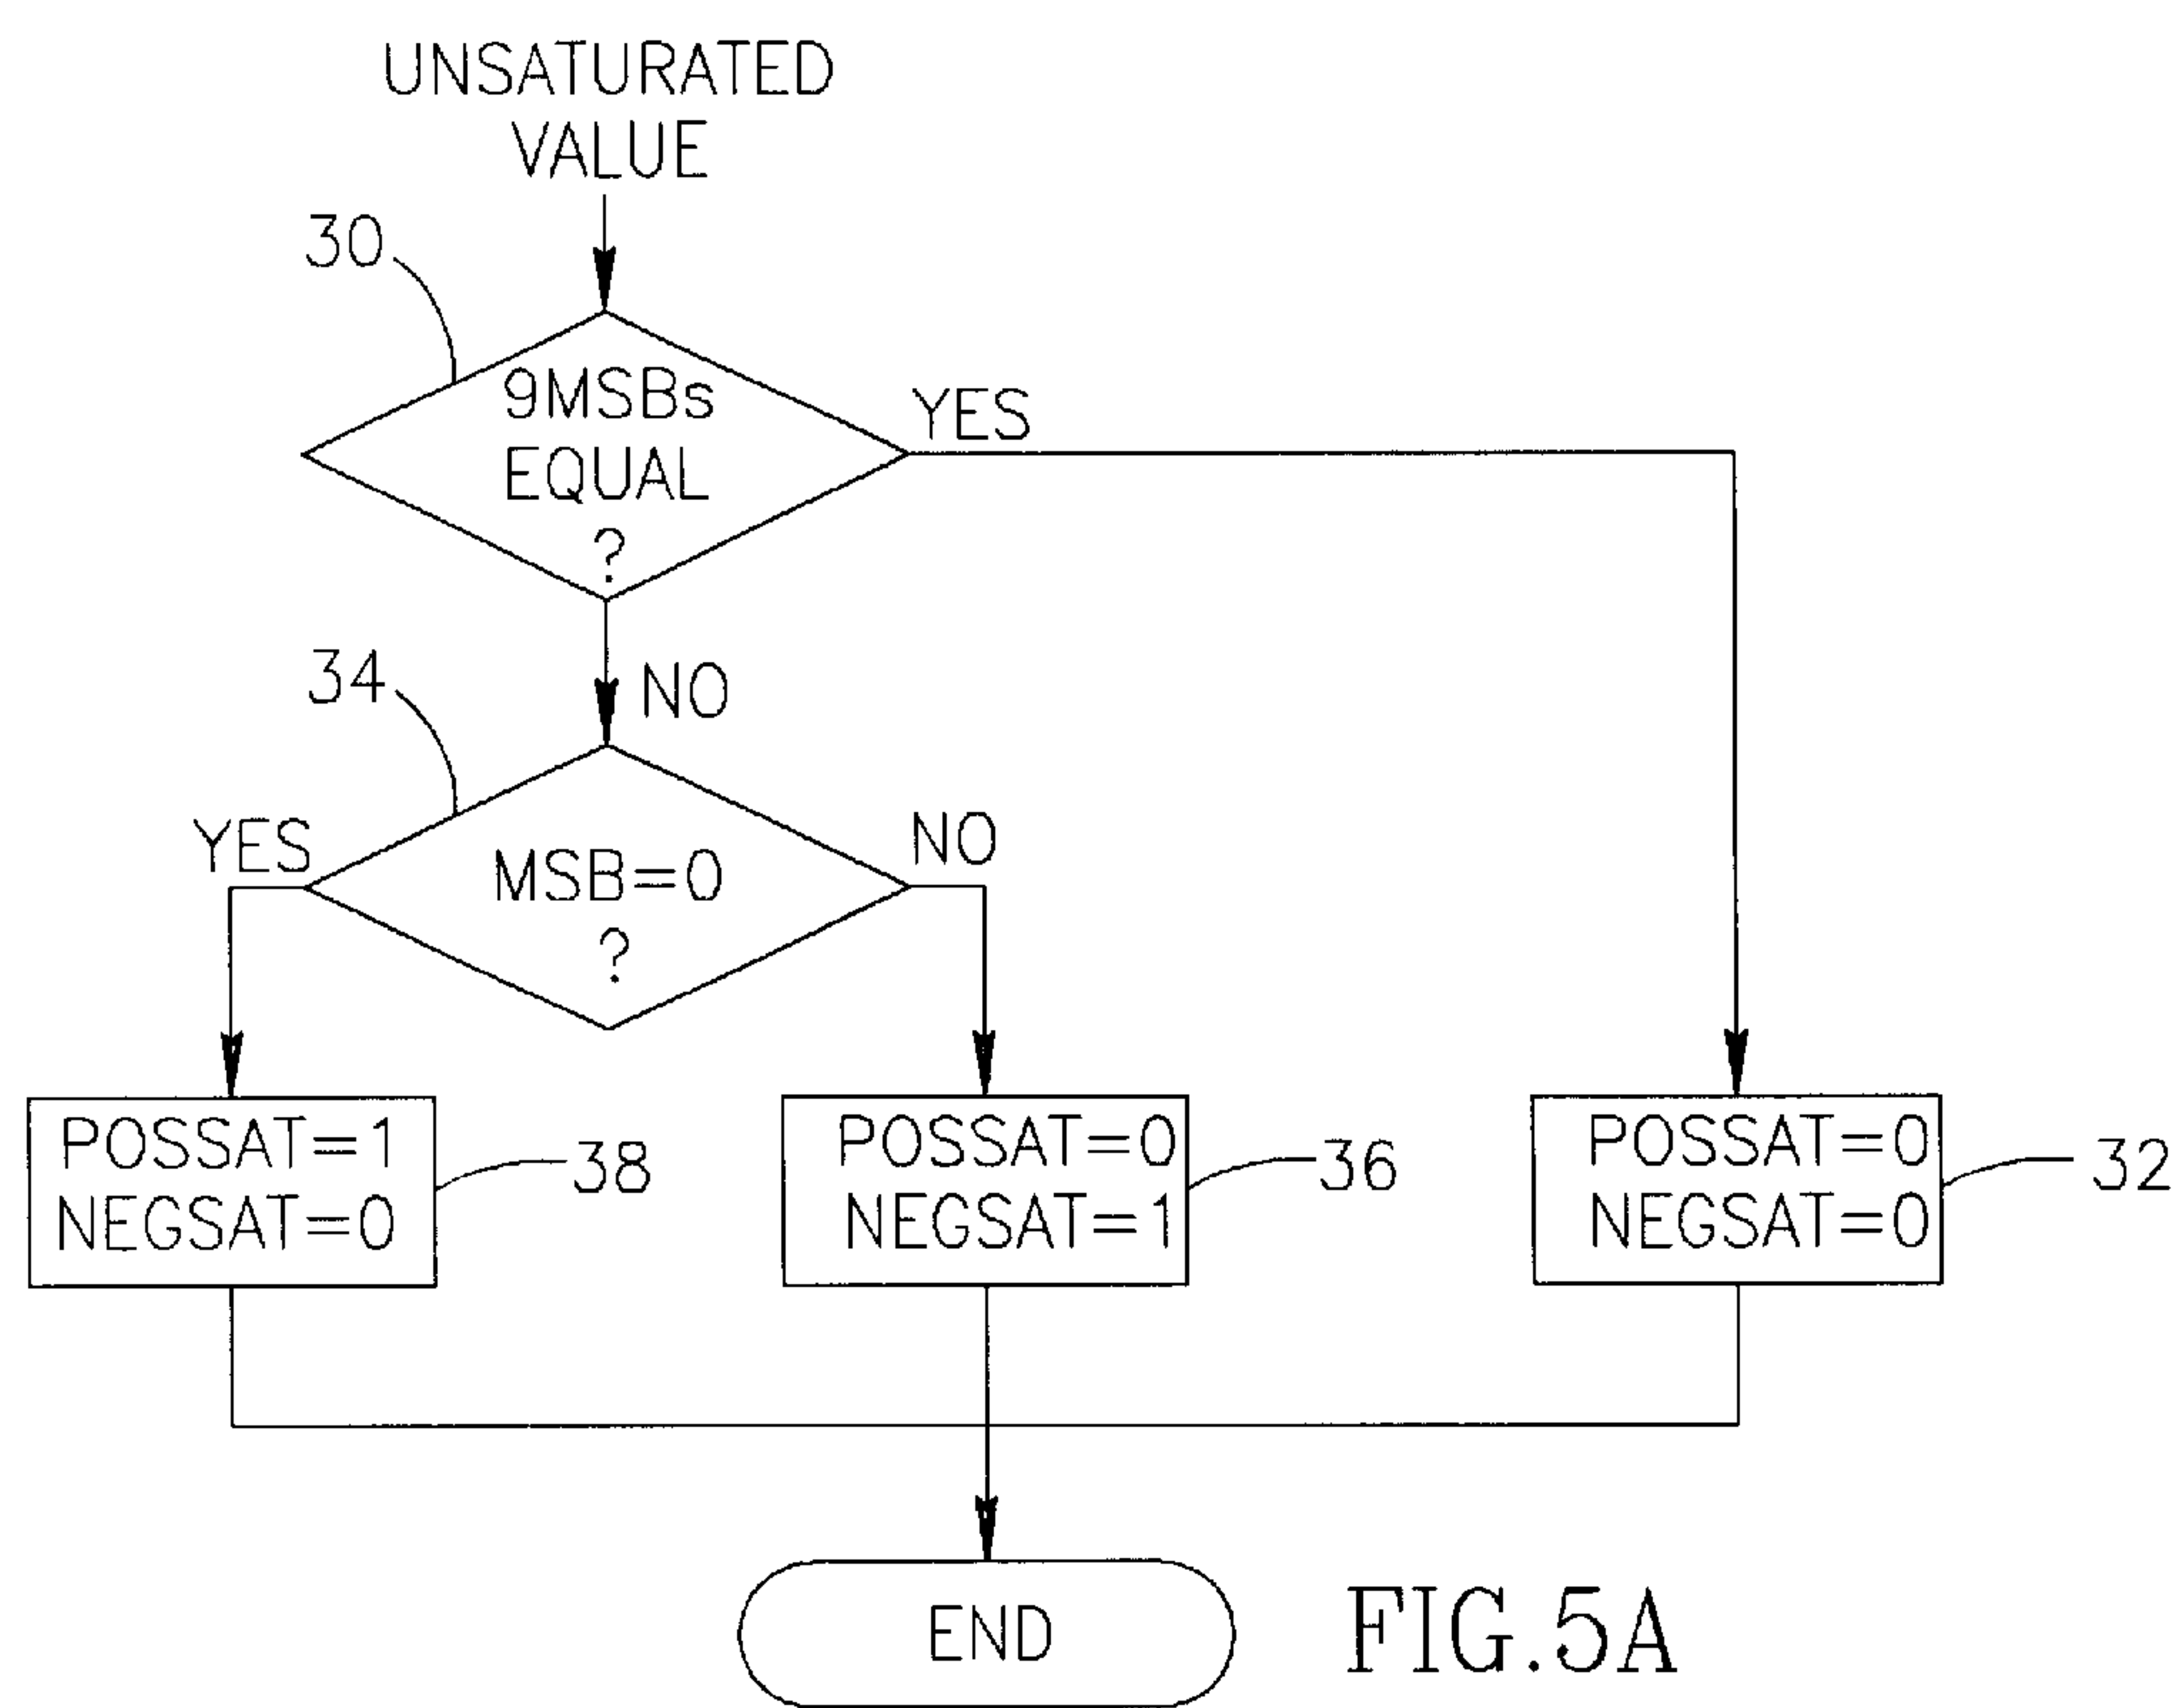 UNSATURATED
VALUE
30
9MSBs
EQUAL
?
YES
NO
34
YES
MSB=0
?
NO
POSSAT=1
NEGSAT=0
38
POSSAT=0
NEGSAT=1
36
POSSAT=0
NEGSAT=0
32
END
FIG.5A